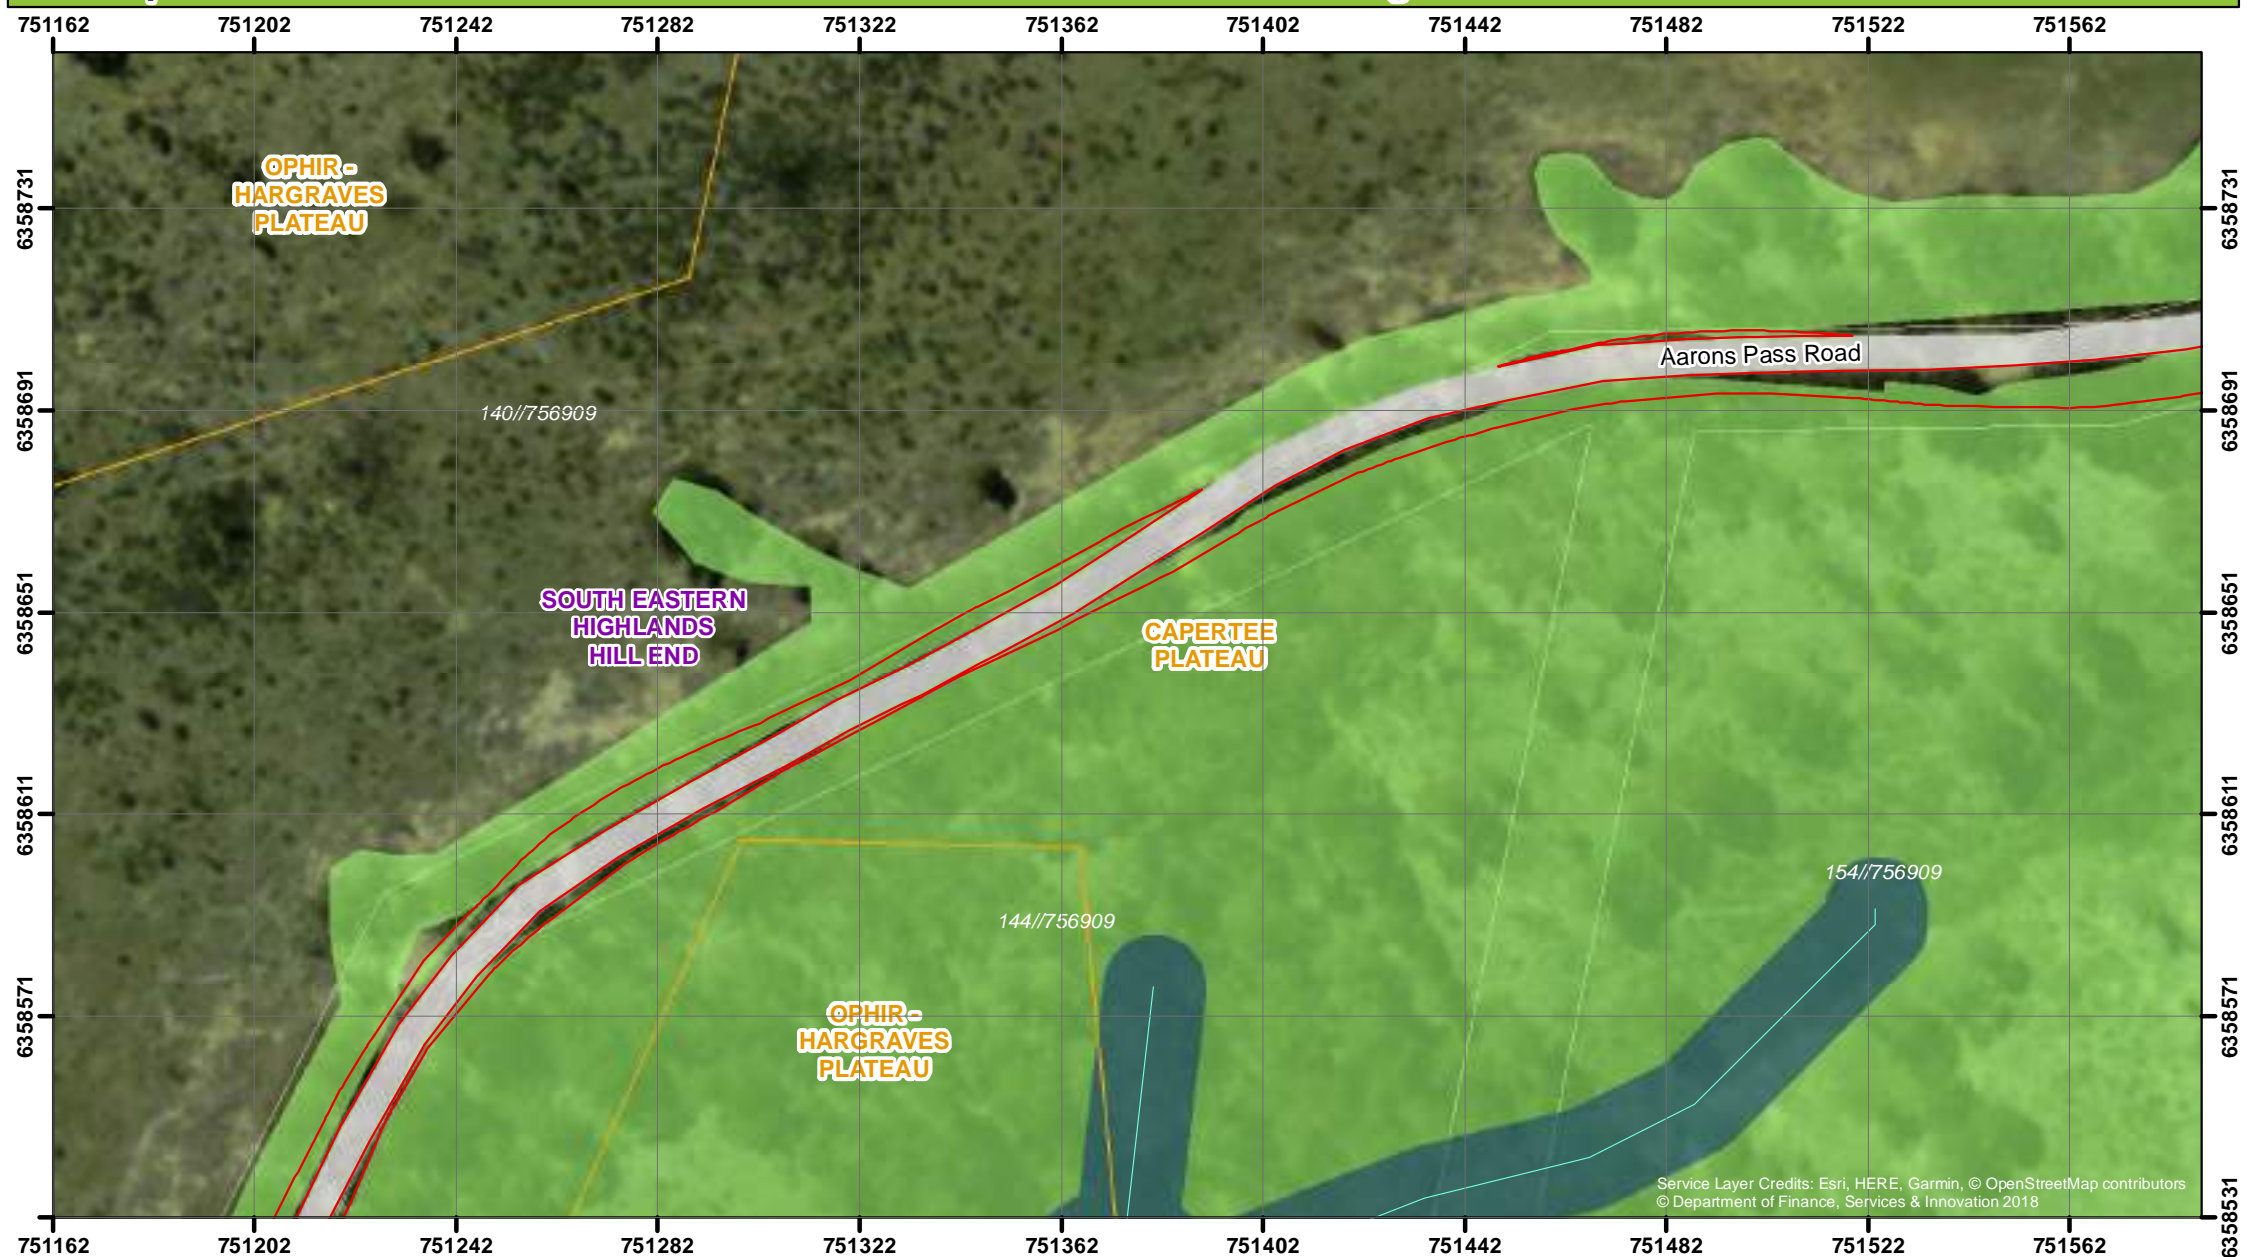 751162 751202 751242 751282 751322 751362 751402 751442 751482 751522 751562
6358731
6358731
OPHIR -
HARGRAVES
PLATEAU
Aarons Pass Road
6358691
6358691
140//756909
6358651
6358651
SOUTH EASTERN
HIGHLANDS
HILL END
CAPERTEE
PLATEAU
6358611
6358611
154//756909
144//756909
6358571
6358571
OPHIR -
HARGRAVES
PLATEAU
Service Layer Credits: Esri, HERE, Garmin, © OpenStreetMap contributors
© Department of Finance, Services & Innovation 2018
6358531
751162 751202 751242 751282 751322 751362 751402 751442 751482 751522 751562